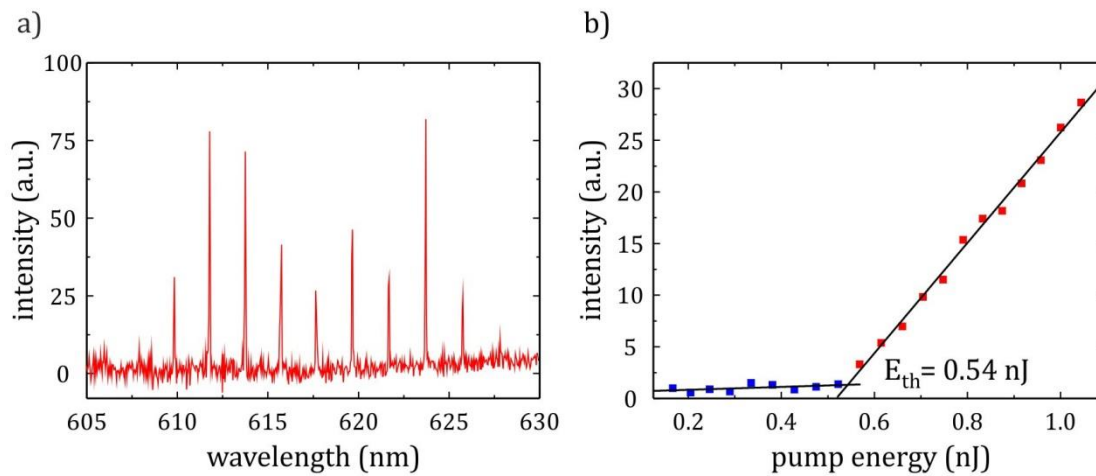 a)
100
75
50
25
0
intensity (a.u.)
605 610 615 620 625 630
wavelength (nm)
b)
30
25
20
15
10
5
0
intensity (a.u.)
E_th= 0.54 nJ
0.2 0.4 0.6 0.8 1.0
pump energy (nJ)